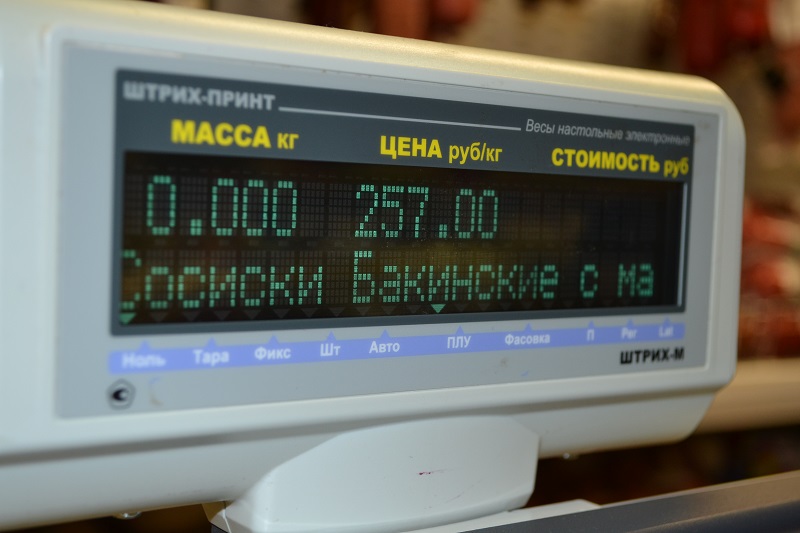 ШТРИХ-ПРИНТ
Весы настольные электронные
МАССА кг ЦЕНА руб/кг СТОИМОСТЬ руб
0.000 257.00
Сосиски Бакинские с ма
Ноль Тара Фикс Шт Авто ПЛУ Фасовка П Рег Lat
ШТРИХ-М